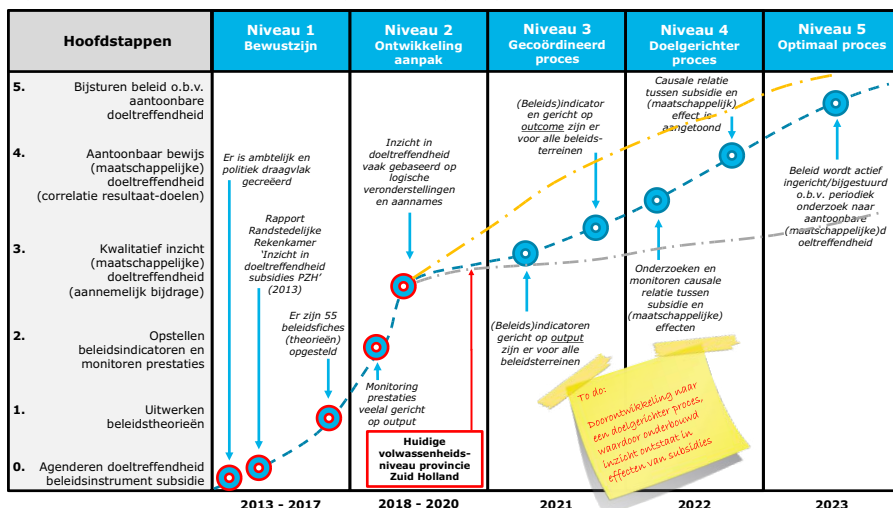 Hoofdstappen
Niveau 1
Bewustzijn
Niveau 2
Ontwikkeling
aanpak
Niveau 3
Gecoördineerd
proces
Niveau 4
Doelgerichter
proces
Niveau 5
Optimaal proces
5. Bijsturen beleid o.b.v.
aantoonbare
doeltreffendheid
4. Aantoonbaar bewijs
(maatschappelijke)
doeltreffendheid
(correlatie resultaat-doelen)
3. Kwalitatief inzicht
(maatschappelijke)
doeltreffendheid
(aannemelijk bijdrage)
2. Opstellen
beleidsindicatoren en
monitoren prestaties
1. Uitwerken
beleidstheorieën
0. Agenderen doeltreffendheid
beleidsinstrument subsidie
Er is ambtelijk en
politiek draagvlak
gecreëerd
Rapport
Randstedelijke
Rekenkamer
‘Inzicht in
doeltreffendheid
subsidies PZH’
(2013)
Er zijn 55
beleidsfiches
(theorieën)
opgesteld
Inzicht in
doeltreffendheid
vaak gebaseerd op
logische
veronderstellingen
en aannames
Monitoring
prestaties
veelal gericht
op output
Huidige
volwassenheids-
niveau provincie
Zuid Holland
(Beleids)indicator
en gericht op
outcome zijn er
voor alle beleids-
terreinen
(Beleids)indicatoren
gericht op output
zijn er voor alle
beleidsterreinen
Causale relatie
tussen subsidie en
(maatschappelijk)
effect is
aangetoond
Onderzoeken en
monitoren causale
relatie tussen
subsidie en
(maatschappelijke)
effecten
Beleid wordt actief
ingericht/bijgestuurd
o.b.v. periodiek
onderzoek naar
aantoonbare
(maatschappelijke)d
oeltreffendheid
To do:
Doorontwikkeling naar
een doelgerichter proces,
waardoor onderbouwd
inzicht ontstaat in
effecten van subsidies
2013 - 2017
2018 - 2020
2021
2022
2023